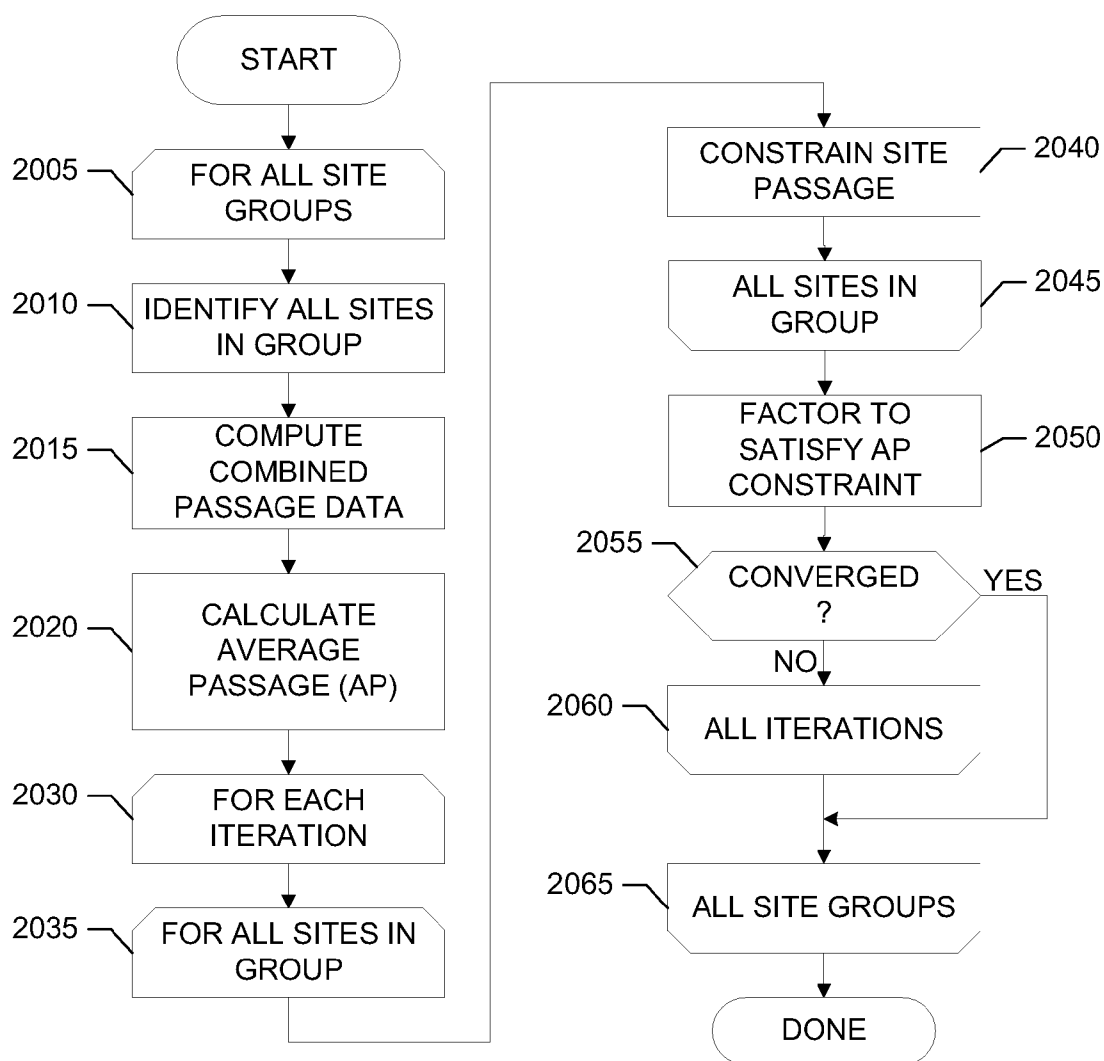 START
2005
FOR ALL SITE
GROUPS
2010
IDENTIFY ALL SITES
IN GROUP
2015
COMPUTE
COMBINED
PASSAGE DATA
2020
CALCULATE
AVERAGE
PASSAGE (AP)
2030
FOR EACH
ITERATION
2035
FOR ALL SITES IN
GROUP
CONSTRAIN SITE
PASSAGE
2040
ALL SITES IN
GROUP
2045
FACTOR TO
SATISFY AP
CONSTRAINT
2050
2055
CONVERGED
?
YES
NO
2060
ALL ITERATIONS
2065
ALL SITE GROUPS
DONE